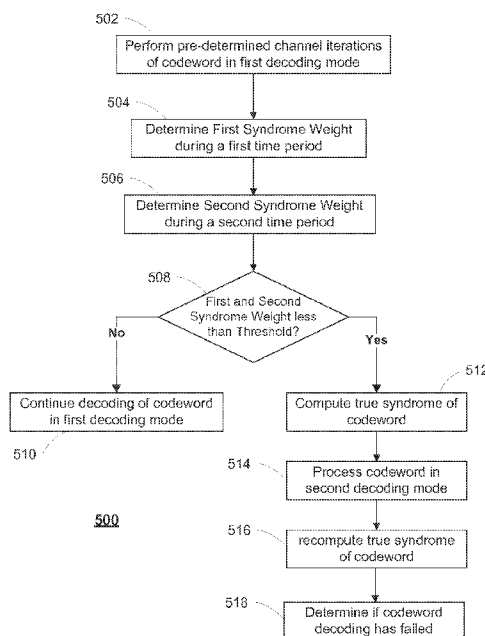 502
Perform pre-determined channel iterations
of codeword in first decoding mode
504
Determine First Syndrome Weight
during a first time period
506
Determine Second Syndrome Weight
during a second time period
508
First and Second
Syndrome Weight less
than Threshold?
No
Yes
512
Continue decoding of codeword
in first decoding mode
510
Compute true syndrome of
codeword
514
Process codeword in
second decoding mode
500
516
recompute true syndrome
of codeword
518
Determine if codeword
decoding has failed